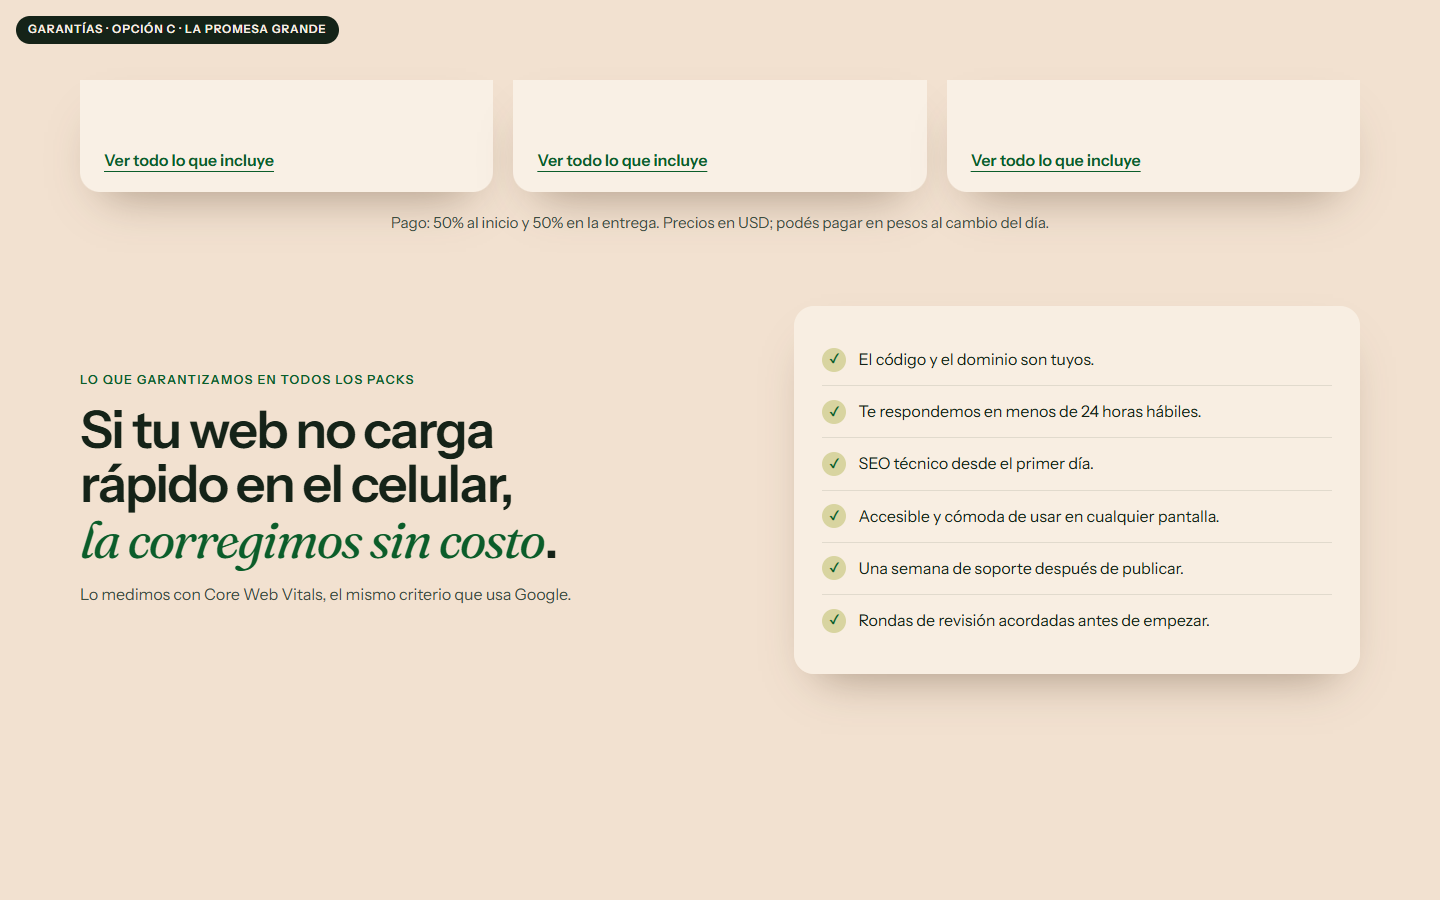 GARANTÍAS · OPCIÓN C · LA PROMESA GRANDE
Ver todo lo que incluye
Ver todo lo que incluye
Ver todo lo que incluye
Pago: 50% al inicio y 50% en la entrega. Precios en USD; podés pagar en pesos al cambio del día.
LO QUE GARANTIZAMOS EN TODOS LOS PACKS
Si tu web no carga
rápido en el celular,
la corregimos sin costo.
Lo medimos con Core Web Vitals, el mismo criterio que usa Google.
El código y el dominio son tuyos.
Te respondemos en menos de 24 horas hábiles.
SEO técnico desde el primer día.
Accesible y cómoda de usar en cualquier pantalla.
Una semana de soporte después de publicar.
Rondas de revisión acordadas antes de empezar.